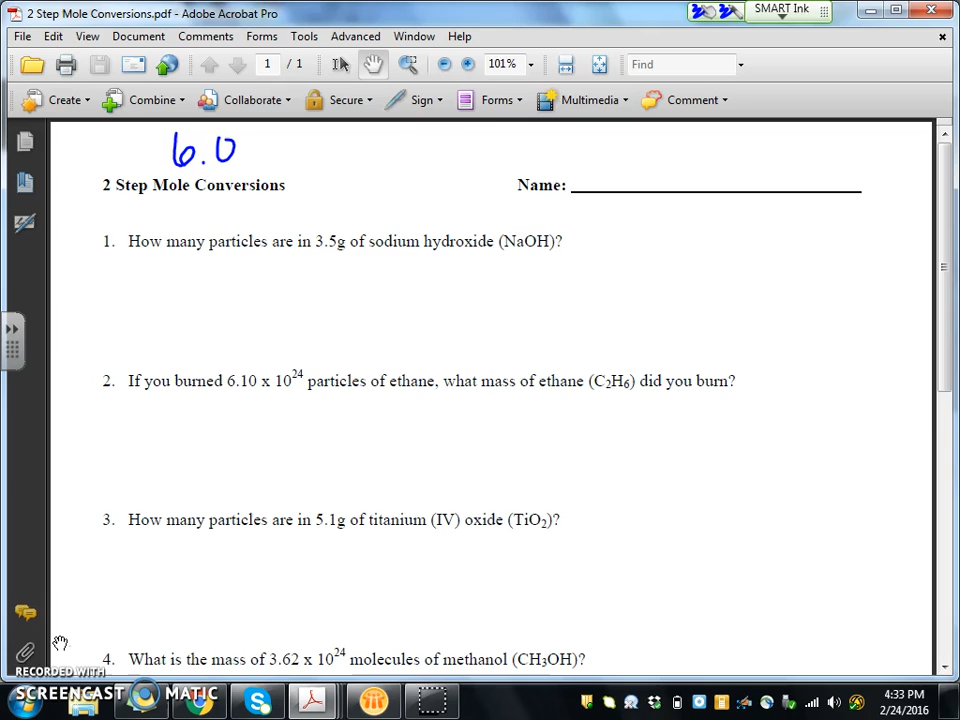 2 Step Mole Conversions.pdf - Adobe Acrobat Pro
SMART Ink
File Edit View Document Comments Forms Tools Advanced Window Help
1 / 1 101% Find
Create Combine Collaborate Secure Sign Forms Multimedia Comment
6.0
2 Step Mole Conversions Name: ____________________
1. How many particles are in 3.5g of sodium hydroxide (NaOH)?
2. If you burned 6.10 x 10²⁴ particles of ethane, what mass of ethane (C₂H₆) did you burn?
3. How many particles are in 5.1g of titanium (IV) oxide (TiO₂)?
4. What is the mass of 3.62 x 10²⁴ molecules of methanol (CH₃OH)?
RECORDED WITH
SCREENCAST MATIC
4:33 PM
2/24/2016